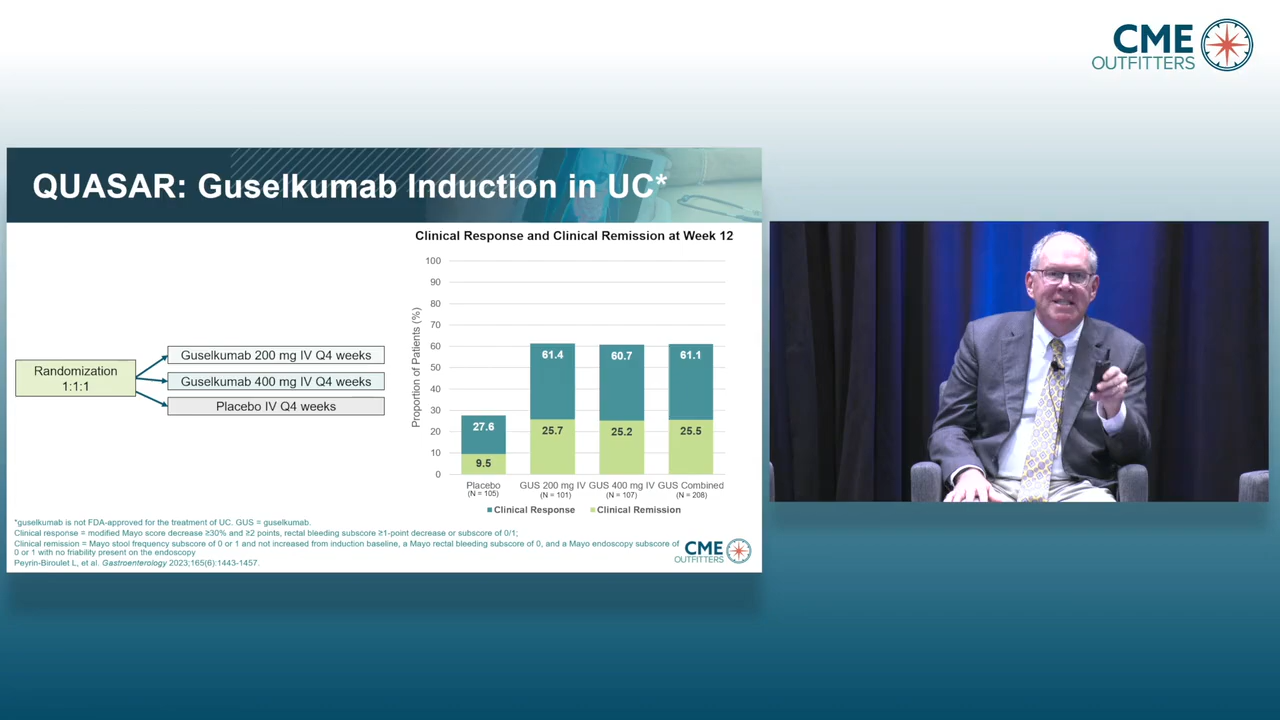 CME
OUTFITTERS
QUASAR: Guselkumab Induction in UC*
Clinical Response and Clinical Remission at Week 12
Randomization
1:1:1
Guselkumab 200 mg IV Q4 weeks
Guselkumab 400 mg IV Q4 weeks
Placebo IV Q4 weeks
Proportion of Patients (%)
100
90
80
70
60
50
40
30
20
10
0
27.6
9.5
61.4
25.7
60.7
25.2
61.1
25.5
Placebo
(N = 105)
GUS 200 mg IV
(N = 101)
GUS 400 mg IV
(N = 107)
GUS Combined
(N = 208)
Clinical Response
Clinical Remission
*guselkumab is not FDA-approved for the treatment of UC. GUS = guselkumab.
Clinical response = modified Mayo score decrease ≥30% and ≥2 points, rectal bleeding subscore ≥1-point decrease or subscore of 0/1;
Clinical remission = Mayo stool frequency subscore of 0 or 1 and not increased from induction baseline, a Mayo rectal bleeding subscore of 0, and a Mayo endoscopy subscore of
0 or 1 with no friability present on the endoscopy
Peyrin-Biroulet L, et al. Gastroenterology 2023;165(6):1443-1457.
CME
OUTFITTERS